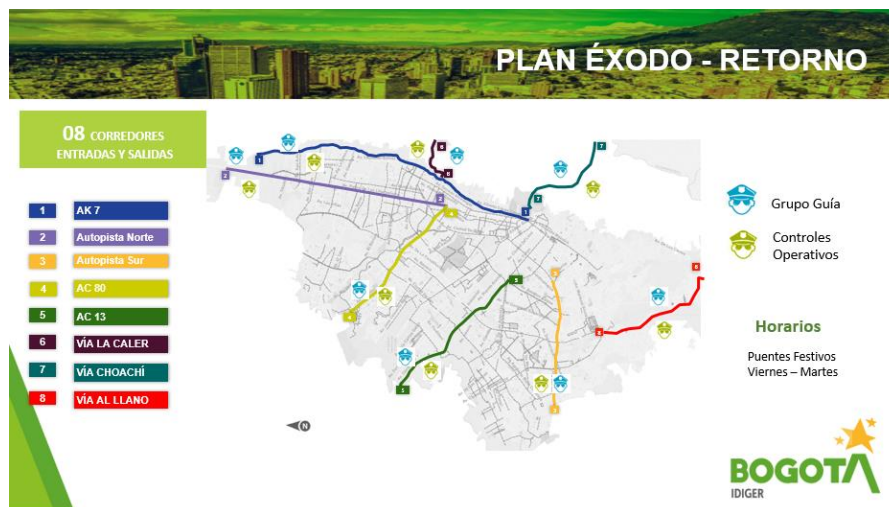 PLAN ÉXODO - RETORNO
08 CORREDORES
ENTRADAS Y SALIDAS
1 AK 7
2 Autopista Norte
3 Autopista Sur
4 AC 80
5 AC 13
6 VÍA LA CALER
7 VÍA CHOACHÍ
8 VÍA AL LLANO
Grupo Guía
Controles
Operativos
Horarios
Puentes Festivos
Viernes – Martes
N
BOGOTÁ
IDIGER